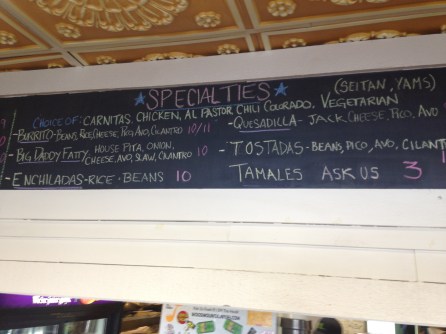 SPECIALTIES
(SEITAN, YAMS)
CHOICE OF: CARNITAS, CHICKEN, AL PASTOR, CHILI COLORADO, VEGETARIAN
-BURRITO-BEANS, RICE, CHEESE, PICO, AVO, CILANTRO 10/11
-BIG DADDY FATTY, HOUSE PITA, ONION,
CHEESE, AVO, SLAW, CILANTRO 10
-ENCHILADAS-RICE・BEANS 10
-QUESADILLA- JACK CHEESE, PICO, AVO
-TOSTADAS-BEANS, PICO, AVO, CILANT
TAMALES ASK US 3